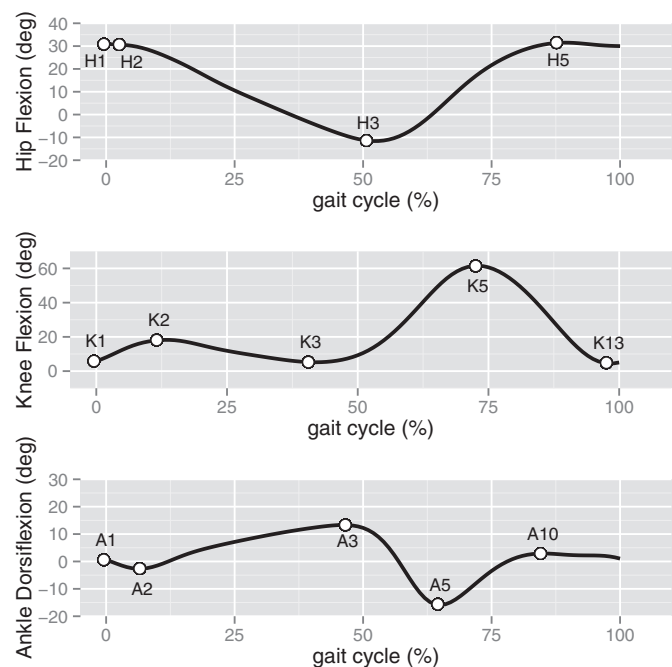 Hip Flexion (deg)
40
30
20
10
0
−10
−20
H1
H2
H3
H5
0
25
50
75
100
gait cycle (%)
Knee Flexion (deg)
60
40
20
0
K1
K2
K3
K5
K13
0
25
50
75
100
gait cycle (%)
Ankle Dorsiflexion (deg)
30
20
10
0
−10
−20
A1
A2
A3
A5
A10
0
25
50
75
100
gait cycle (%)